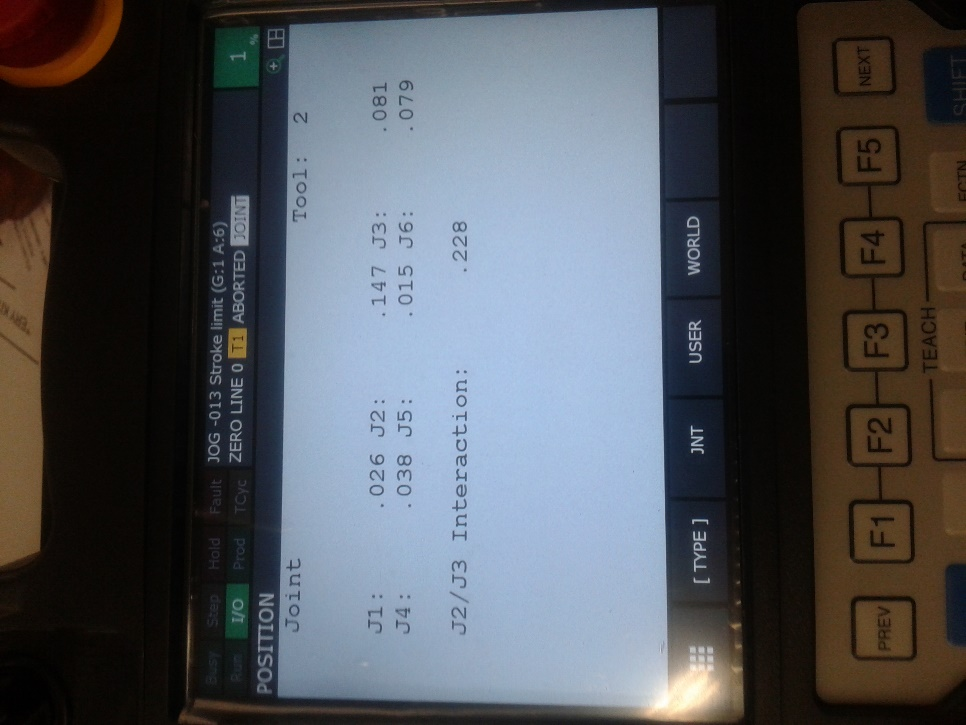 Busy Step Hold Fault JOG -013 Stroke limit (G:1 A:6)
Run I/O Prod TCyc ZERO LINE 0 T1 ABORTED JOINT 1 %
POSITION
Joint Tool: 2
J1: .026 J2: .147 J3: .081
J4: .038 J5: .015 J6: .079
J2/J3 Interaction: .228
[ TYPE ] JNT USER WORLD
PREV F1 F2 F3 F4 F5 NEXT
TEACH
SHIFT
DATA FCTN